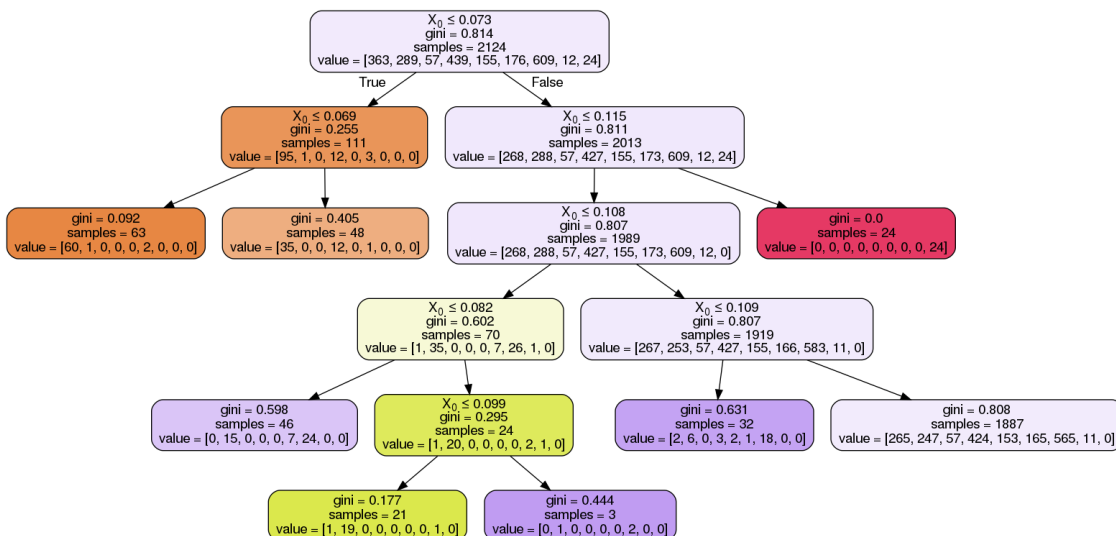 X₀ ≤ 0.073
gini = 0.814
samples = 2124
value = [363, 289, 57, 439, 155, 176, 609, 12, 24]
True
False
X₀ ≤ 0.069
gini = 0.255
samples = 111
value = [95, 1, 0, 12, 0, 3, 0, 0, 0]
X₀ ≤ 0.115
gini = 0.811
samples = 2013
value = [268, 288, 57, 427, 155, 173, 609, 12, 24]
gini = 0.092
samples = 63
value = [60, 1, 0, 0, 0, 2, 0, 0, 0]
gini = 0.405
samples = 48
value = [35, 0, 0, 12, 0, 1, 0, 0, 0]
X₀ ≤ 0.108
gini = 0.807
samples = 1989
value = [268, 288, 57, 427, 155, 173, 609, 12, 0]
gini = 0.0
samples = 24
value = [0, 0, 0, 0, 0, 0, 0, 0, 24]
X₀ ≤ 0.082
gini = 0.602
samples = 70
value = [1, 35, 0, 0, 0, 7, 26, 1, 0]
X₀ ≤ 0.109
gini = 0.807
samples = 1919
value = [267, 253, 57, 427, 155, 166, 583, 11, 0]
gini = 0.598
samples = 46
value = [0, 15, 0, 0, 0, 7, 24, 0, 0]
X₀ ≤ 0.099
gini = 0.295
samples = 24
value = [1, 20, 0, 0, 0, 0, 2, 1, 0]
gini = 0.631
samples = 32
value = [2, 6, 0, 3, 2, 1, 18, 0, 0]
gini = 0.808
samples = 1887
value = [265, 247, 57, 424, 153, 165, 565, 11, 0]
gini = 0.177
samples = 21
value = [1, 19, 0, 0, 0, 0, 0, 1, 0]
gini = 0.444
samples = 3
value = [0, 1, 0, 0, 0, 0, 2, 0, 0]